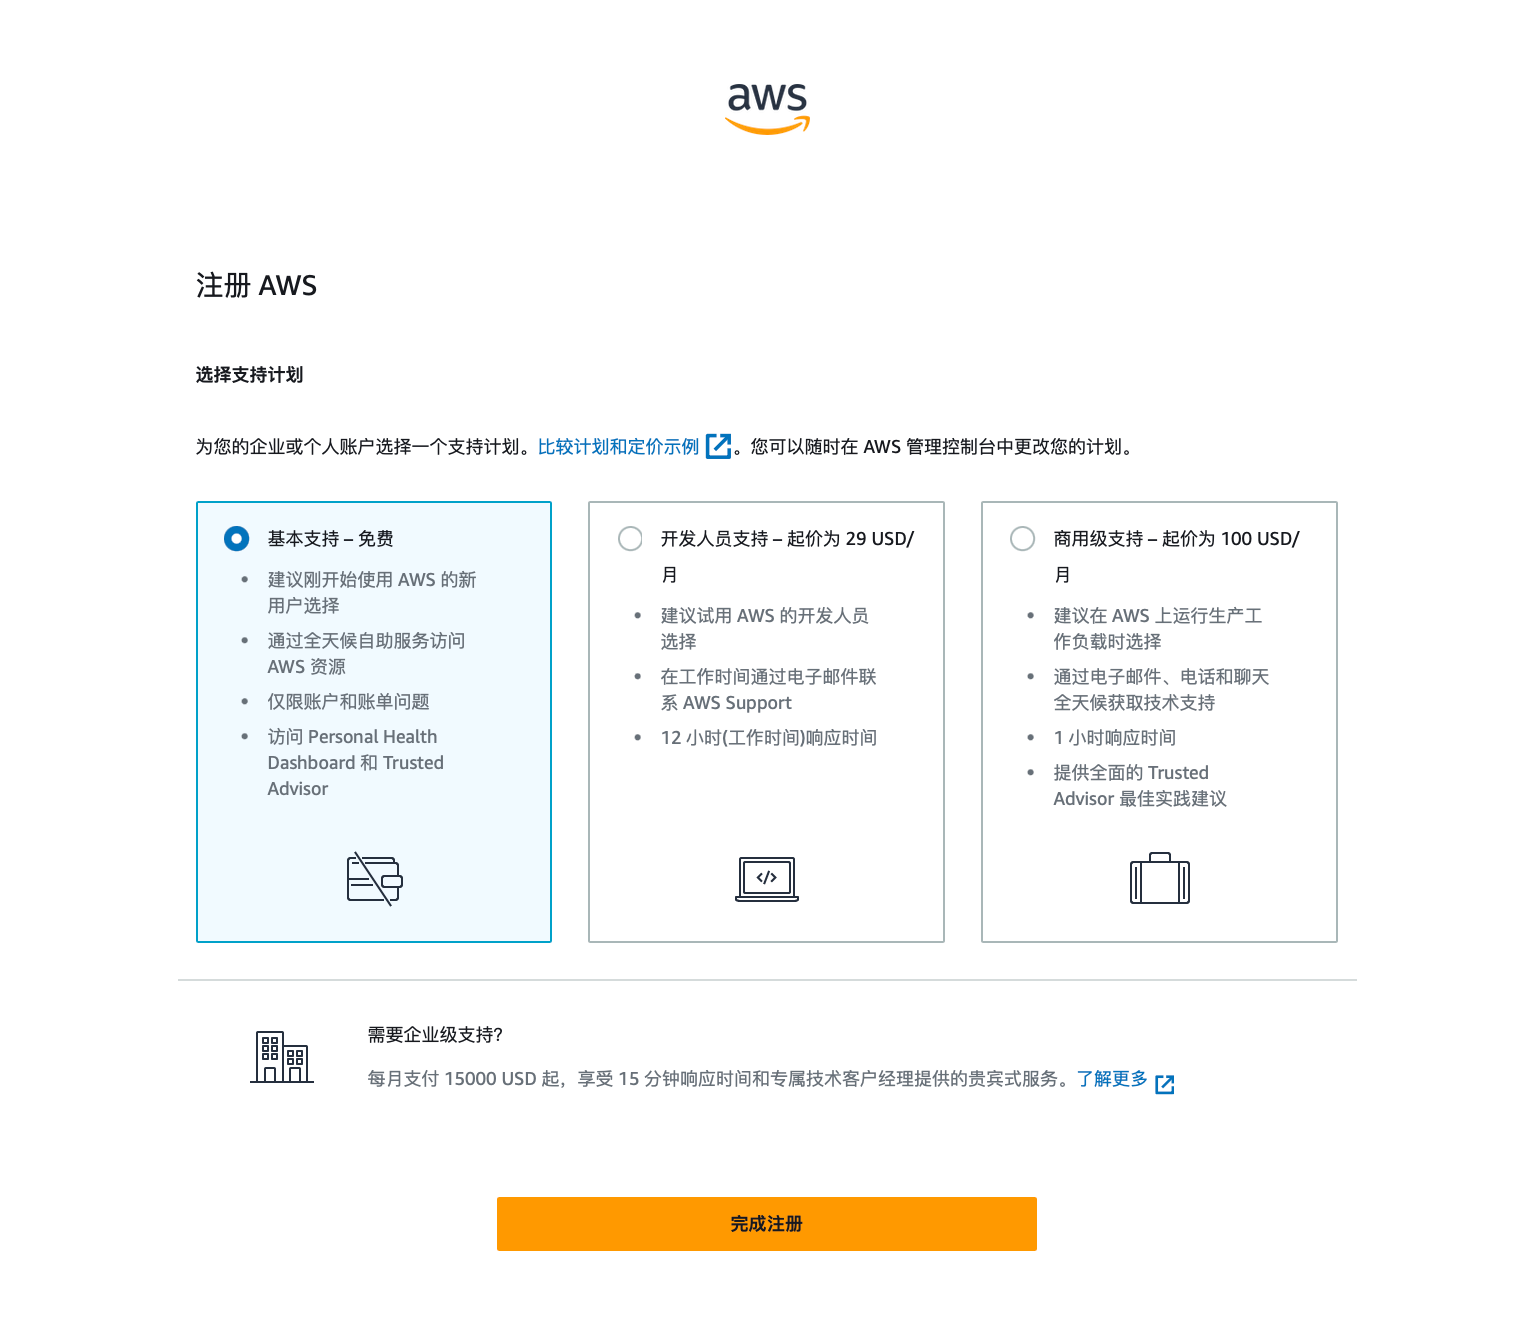 aws
注册 AWS
选择支持计划
为您的企业或个人账户选择一个支持计划。比较计划和定价示例 。您可以随时在 AWS 管理控制台中更改您的计划。
基本支持 – 免费
建议刚开始使用 AWS 的新
用户选择
通过全天候自助服务访问
AWS 资源
仅限账户和账单问题
访问 Personal Health
Dashboard 和 Trusted
Advisor
开发人员支持 – 起价为 29 USD/
月
建议试用 AWS 的开发人员
选择
在工作时间通过电子邮件联
系 AWS Support
12 小时(工作时间)响应时间
</>
商用级支持 – 起价为 100 USD/
月
建议在 AWS 上运行生产工
作负载时选择
通过电子邮件、电话和聊天
全天候获取技术支持
1 小时响应时间
提供全面的 Trusted
Advisor 最佳实践建议
需要企业级支持?
每月支付 15000 USD 起，享受 15 分钟响应时间和专属技术客户经理提供的贵宾式服务。了解更多
完成注册